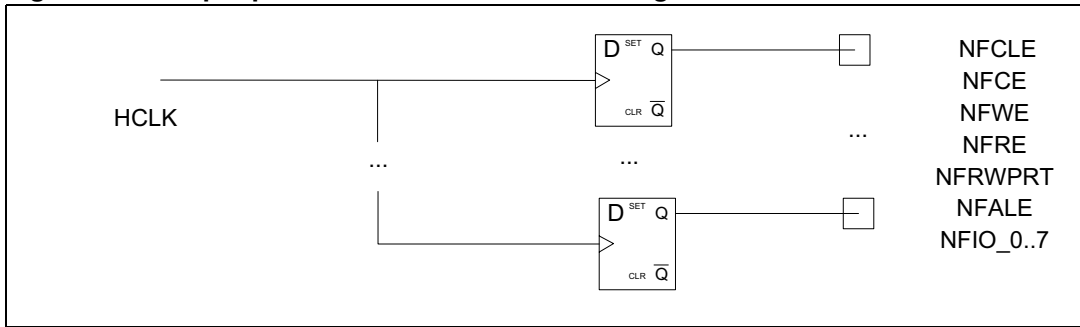 D SET Q
CLR Q
HCLK
...
...
...
D SET Q
CLR Q
NFCLE
NFCE
NFWE
NFRE
NFRWPRT
NFALE
NFIO_0..7